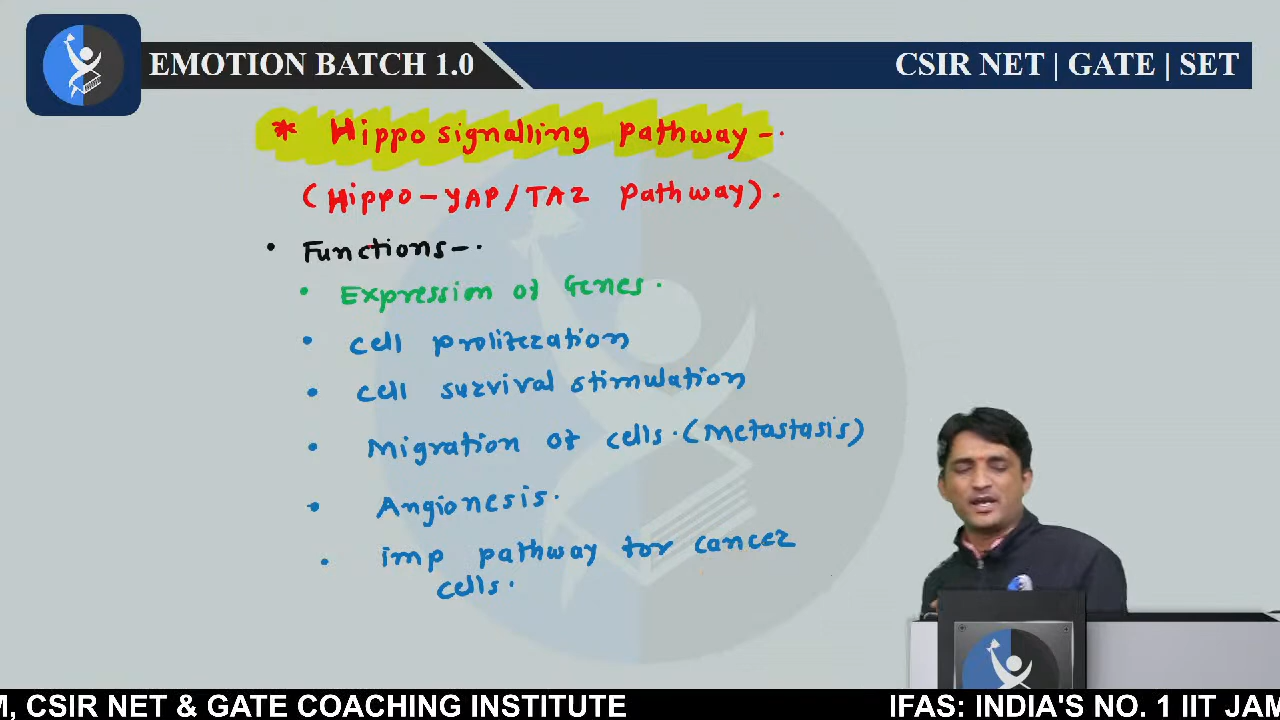 EMOTION BATCH 1.0
CSIR NET | GATE | SET
* Hippo signalling pathway -.
(Hippo - YAP/TAZ pathway).
• Functions -.
• Expression of Genes.
• cell proliferation
• cell survival stimulation
• Migration of cells. (Metastasis)
• Angionesis.
• imp pathway for cancer
cells.
M, CSIR NET & GATE COACHING INSTITUTE
IFAS: INDIA'S NO. 1 IIT JAM